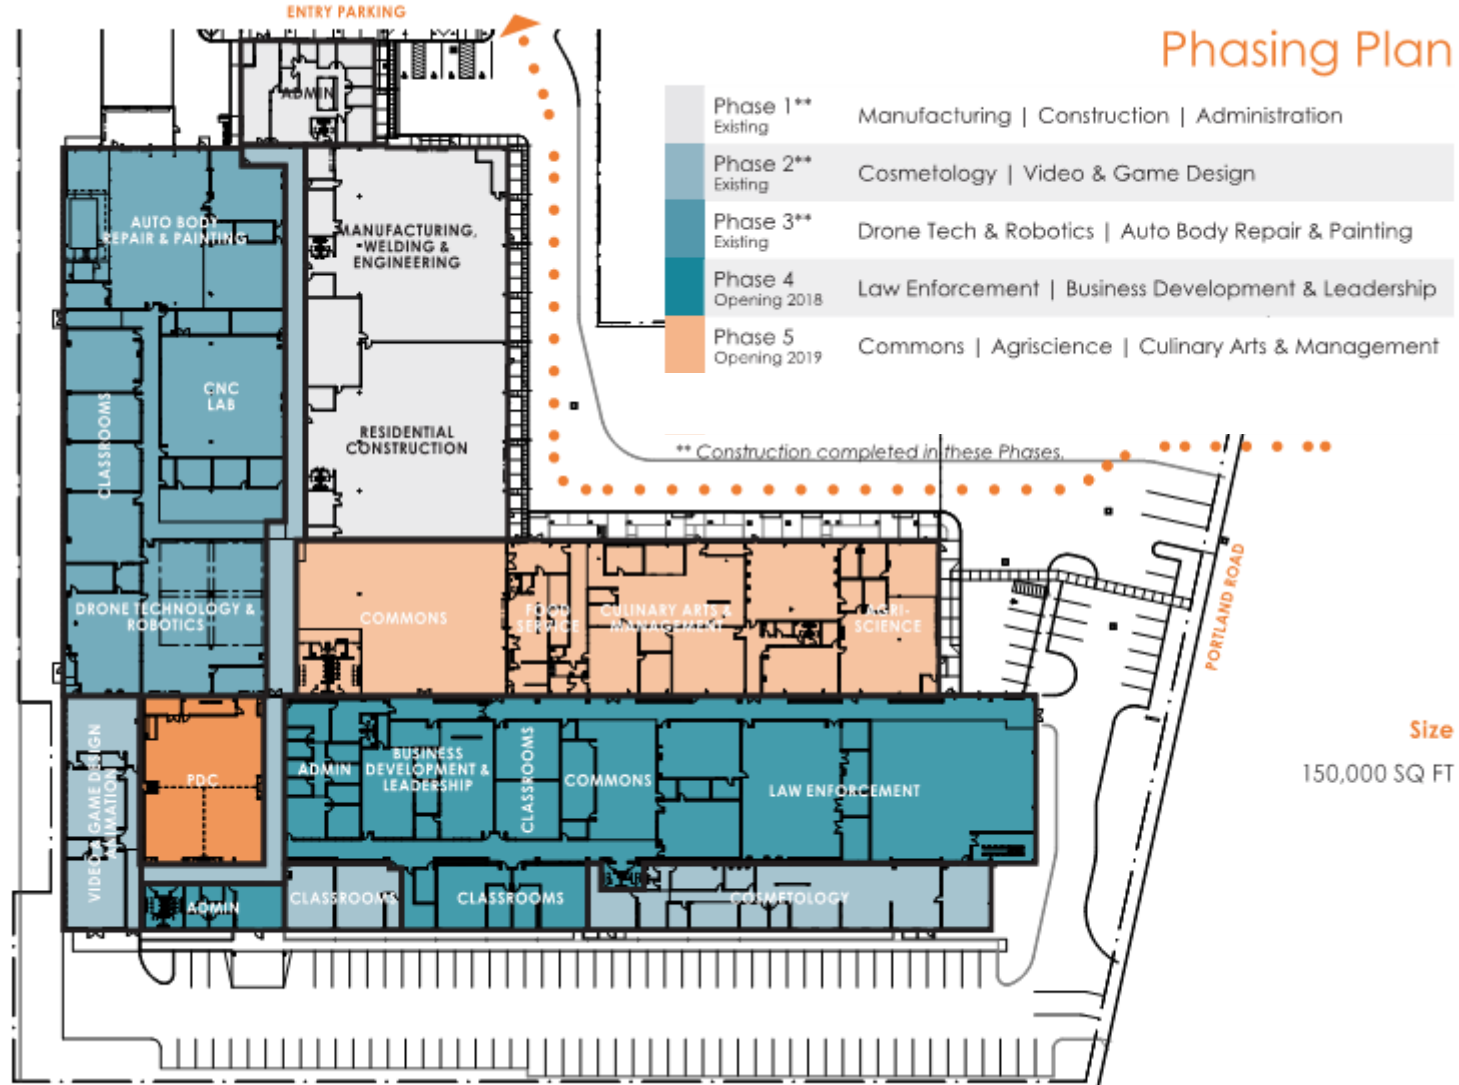 ENTRY PARKING
Phasing Plan
Phase 1**
Existing
Manufacturing | Construction | Administration
Phase 2**
Existing
Cosmetology | Video & Game Design
Phase 3**
Existing
Drone Tech & Robotics | Auto Body Repair & Painting
Phase 4
Opening 2018
Law Enforcement | Business Development & Leadership
Phase 5
Opening 2019
Commons | Agriscience | Culinary Arts & Management
** Construction completed in these Phases.
ADMIN
AUTO BODY
REPAIR & PAINTING
MANUFACTURING,
WELDING &
ENGINEERING
CNC
LAB
CLASSROOMS
RESIDENTIAL
CONSTRUCTION
DRONE TECHNOLOGY &
ROBOTICS
COMMONS
FOOD
SERVICE
CULINARY ARTS &
MANAGEMENT
AGRI-
SCIENCE
PORTLAND ROAD
VIDEO & GAME DESIGN
ANIMATION
PDC
ADMIN
BUSINESS
DEVELOPMENT &
LEADERSHIP
CLASSROOMS
COMMONS
LAW ENFORCEMENT
Size
150,000 SQ FT
ADMIN
CLASSROOMS
CLASSROOMS
COSMETOLOGY